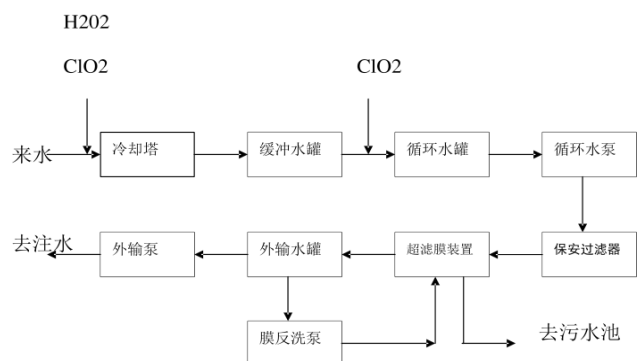 H202
ClO2
ClO2
来水
冷却塔
缓冲水罐
循环水罐
循环水泵
去注水
外输泵
外输水罐
超滤膜装置
保安过滤器
膜反洗泵
去污水池